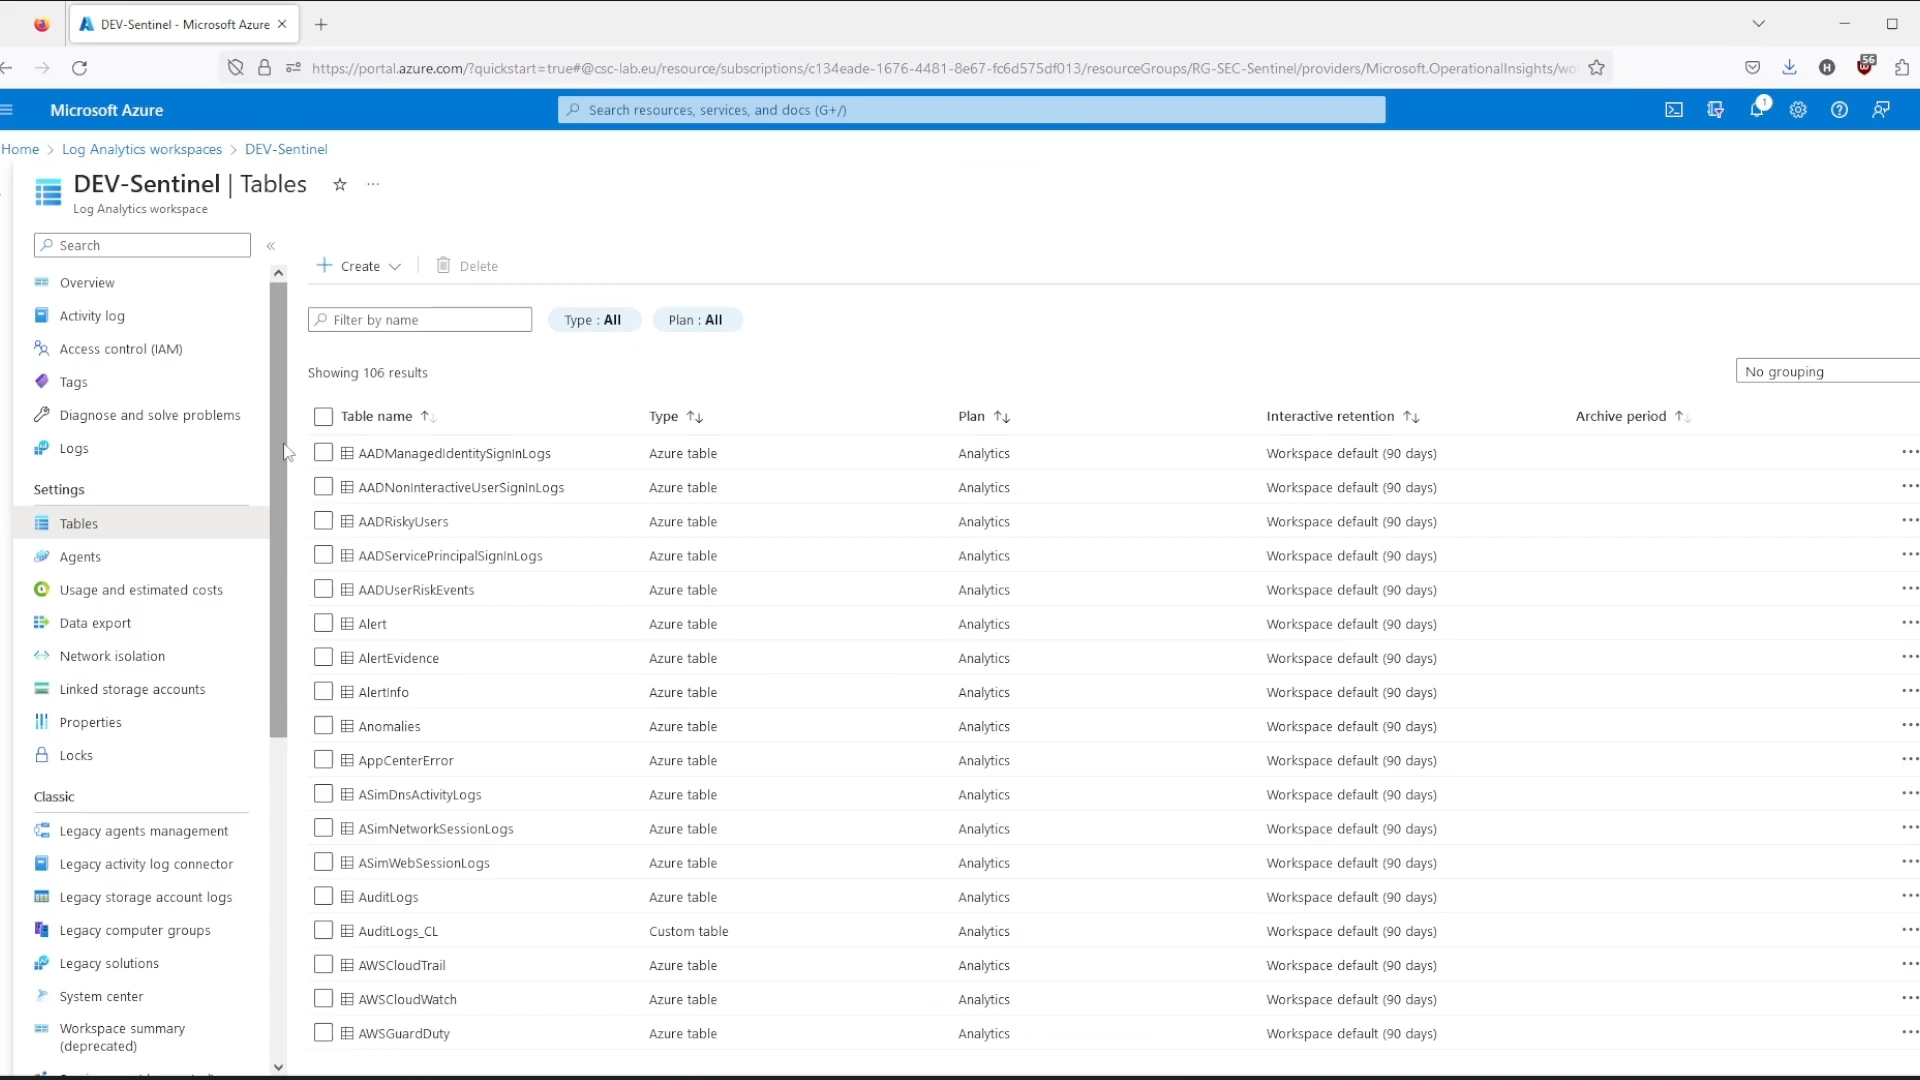 DEV-Sentinel - Microsoft Azure
https://portal.azure.com/?quickstart=true#@csc-lab.eu/resource/subscriptions/c134eade-1676-4481-8e67-fc6d575df013/resourceGroups/RG-SEC-Sentinel/providers/Microsoft.OperationalInsights/wo
56
Microsoft Azure
Search resources, services, and docs (G+/)
1
Home > Log Analytics workspaces > DEV-Sentinel
DEV-Sentinel | Tables
Log Analytics workspace
Search
Overview
Activity log
Access control (IAM)
Tags
Diagnose and solve problems
Logs
Settings
Tables
Agents
Usage and estimated costs
Data export
Network isolation
Linked storage accounts
Properties
Locks
Classic
Legacy agents management
Legacy activity log connector
Legacy storage account logs
Legacy computer groups
Legacy solutions
System center
Workspace summary
(deprecated)
Create
Delete
Filter by name
Type : All
Plan : All
Showing 106 results
No grouping
Table name Type Plan Interactive retention Archive period
AADManagedIdentitySignInLogs Azure table Analytics Workspace default (90 days)
AADNonInteractiveUserSignInLogs Azure table Analytics Workspace default (90 days)
AADRiskyUsers Azure table Analytics Workspace default (90 days)
AADServicePrincipalSignInLogs Azure table Analytics Workspace default (90 days)
AADUserRiskEvents Azure table Analytics Workspace default (90 days)
Alert Azure table Analytics Workspace default (90 days)
AlertEvidence Azure table Analytics Workspace default (90 days)
AlertInfo Azure table Analytics Workspace default (90 days)
Anomalies Azure table Analytics Workspace default (90 days)
AppCenterError Azure table Analytics Workspace default (90 days)
ASimDnsActivityLogs Azure table Analytics Workspace default (90 days)
ASimNetworkSessionLogs Azure table Analytics Workspace default (90 days)
ASimWebSessionLogs Azure table Analytics Workspace default (90 days)
AuditLogs Azure table Analytics Workspace default (90 days)
AuditLogs_CL Custom table Analytics Workspace default (90 days)
AWSCloudTrail Azure table Analytics Workspace default (90 days)
AWSCloudWatch Azure table Analytics Workspace default (90 days)
AWSGuardDuty Azure table Analytics Workspace default (90 days)